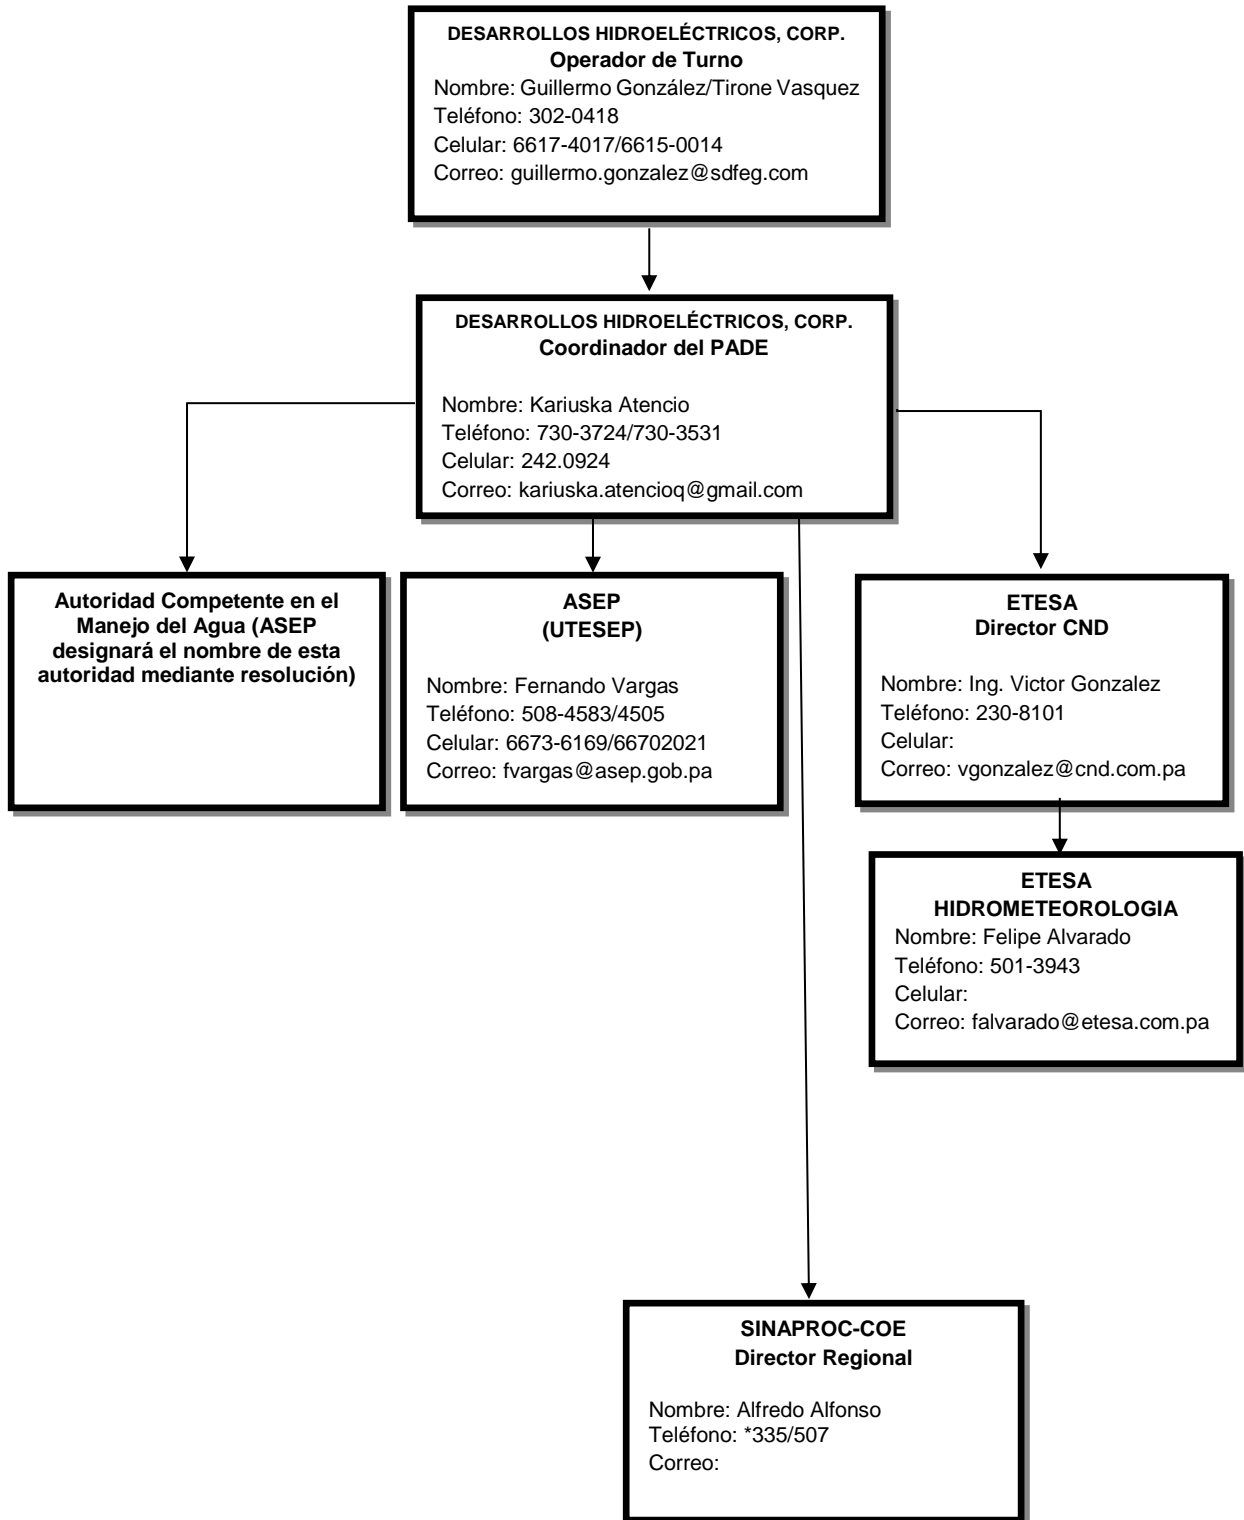 DESARROLLOS HIDROELÉCTRICOS, CORP.
Operador de Turno
Nombre: Guillermo González/Tirone Vasquez
Teléfono: 302-0418
Celular: 6617-4017/6615-0014
Correo: guillermo.gonzalez@sdfeg.com
DESARROLLOS HIDROELÉCTRICOS, CORP.
Coordinador del PADE
Nombre: Kariuska Atencio
Teléfono: 730-3724/730-3531
Celular: 242.0924
Correo: kariuska.atencioq@gmail.com
Autoridad Competente en el
Manejo del Agua (ASEP
designará el nombre de esta
autoridad mediante resolución)
ASEP
(UTESEP)
Nombre: Fernando Vargas
Teléfono: 508-4583/4505
Celular: 6673-6169/66702021
Correo: fvargas@asep.gob.pa
ETESA
Director CND
Nombre: Ing. Victor Gonzalez
Teléfono: 230-8101
Celular:
Correo: vgonzalez@cnd.com.pa
ETESA
HIDROMETEOROLOGIA
Nombre: Felipe Alvarado
Teléfono: 501-3943
Celular:
Correo: falvarado@etesa.com.pa
SINAPROC-COE
Director Regional
Nombre: Alfredo Alfonso
Teléfono: *335/507
Correo: